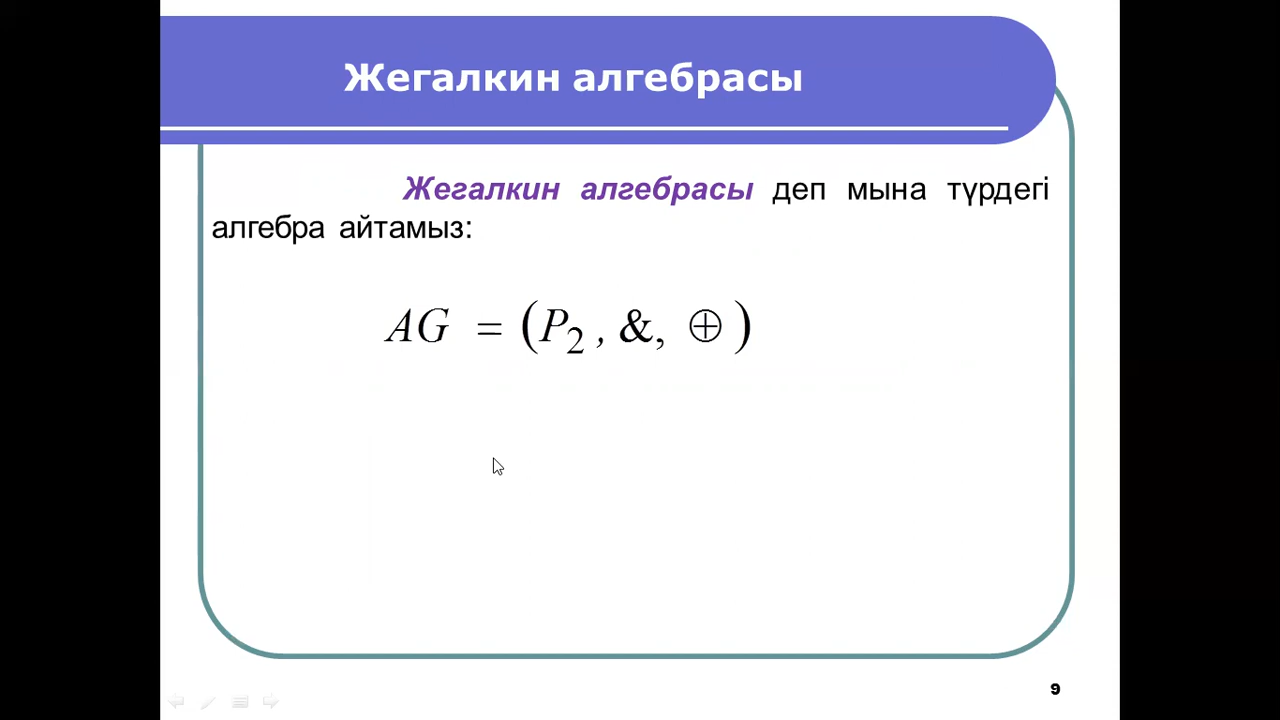 Жегалкин алгебрасы
Жегалкин алгебрасы деп мына түрдегі
алгебра айтамыз:
AG = (P₂, &, ⊕)
9